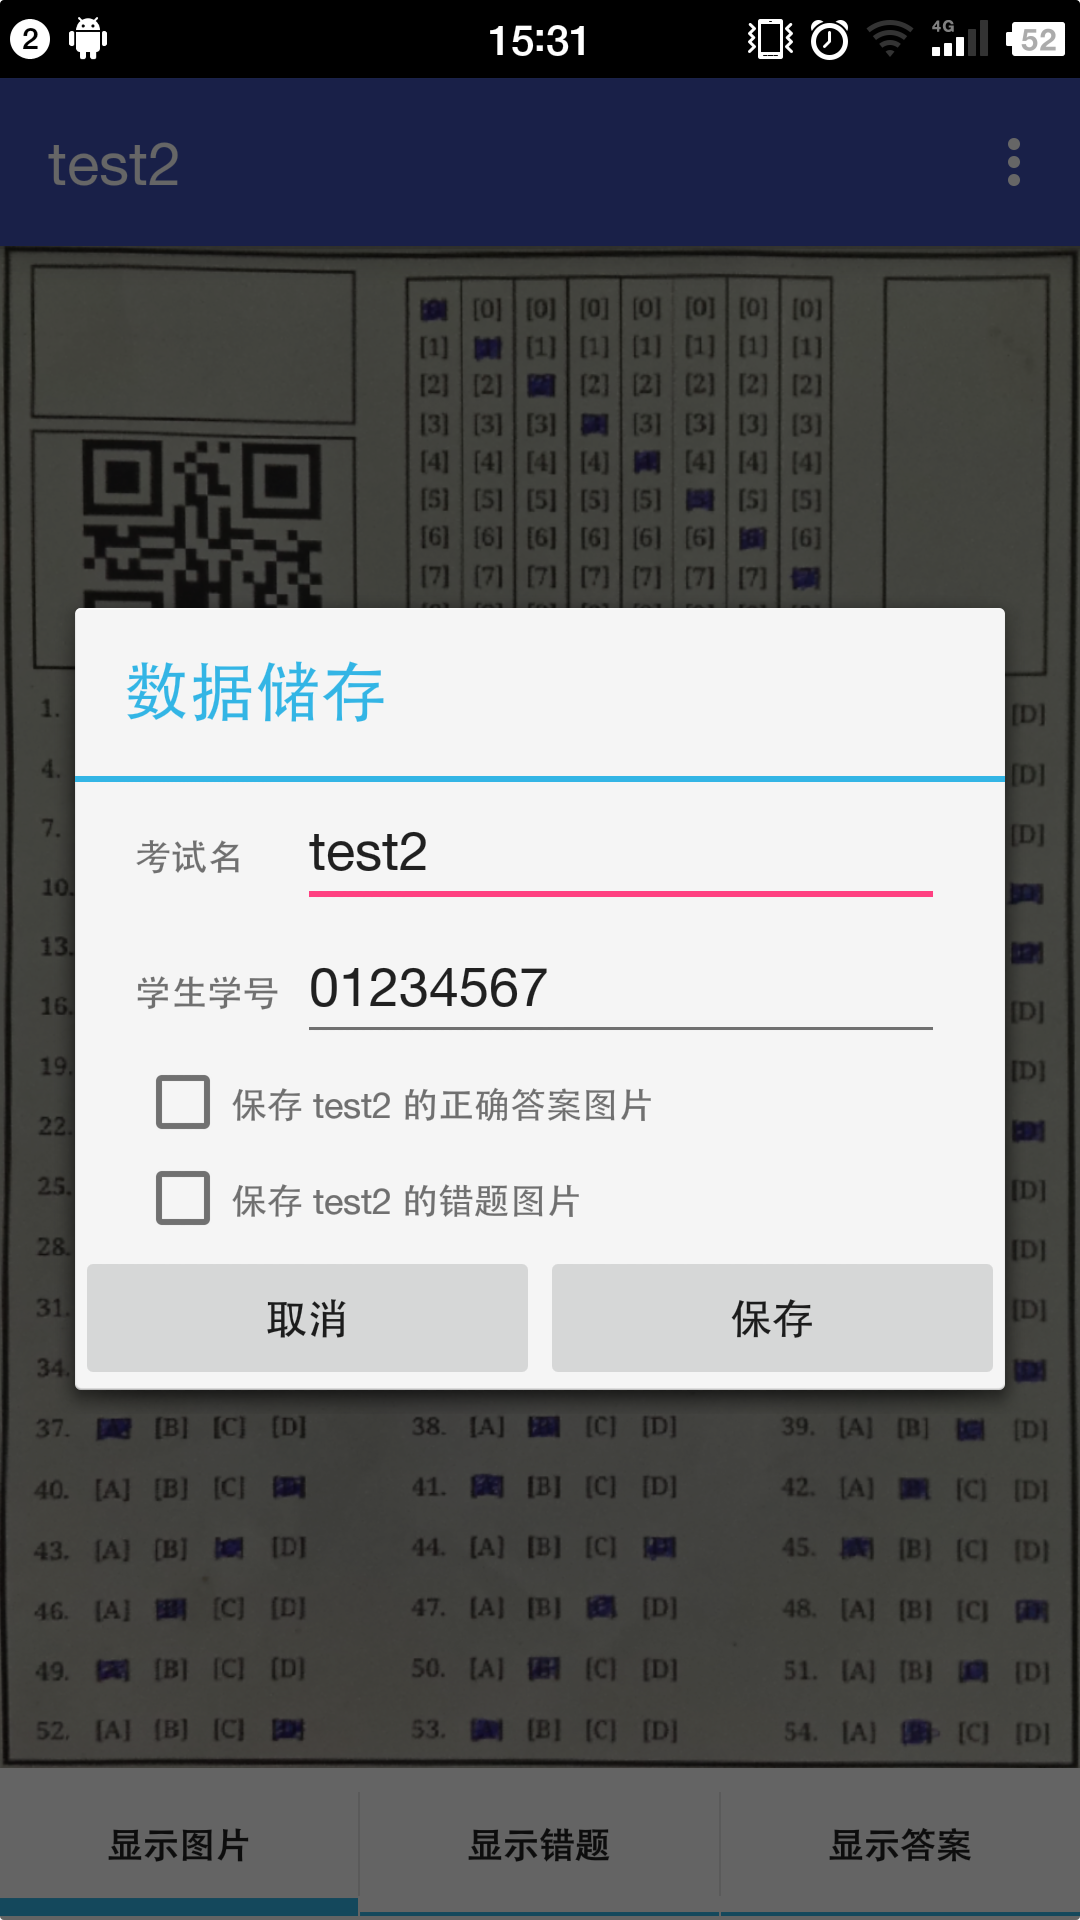 2 15:31 4G 52
test2
[0] [0] [0] [0] [0] [0] [0]
[1] [1] [1] [1] [1] [1] [1]
[2] [2] [2] [2] [2] [2] [2]
[3] [3] [3] [3] [3] [3] [3]
[4] [4] [4] [4] [4] [4] [4]
[5] [5] [5] [5] [5] [5] [5]
[6] [6] [6] [6] [6] [6] [6]
[7] [7] [7] [7] [7] [7] [7]
数据储存
1. [D]
4. [D]
7. [D]
考试名 test2
10.
13.
学生学号 01234567
16. [D]
19. [D]
保存 test2 的正确答案图片
22.
25. [D]
保存 test2 的错题图片
28. [D]
31. [D]
取消 保存
34.
37. [B] [C] [D] 38. [A] [C] [D] 39. [A] [B] [D]
40. [A] [B] [C] 41. [B] [C] [D] 42. [A] [C] [D]
43. [A] [B] [D] 44. [A] [B] [C] 45. [B] [C] [D]
46. [A] [C] [D] 47. [A] [B] [D] 48. [A] [B] [C]
49. [B] [C] [D] 50. [A] [C] [D] 51. [A] [B] [D]
52. [A] [B] [C] 53. [B] [C] [D] 54. [A] [C] [D]
显示图片 显示错题 显示答案